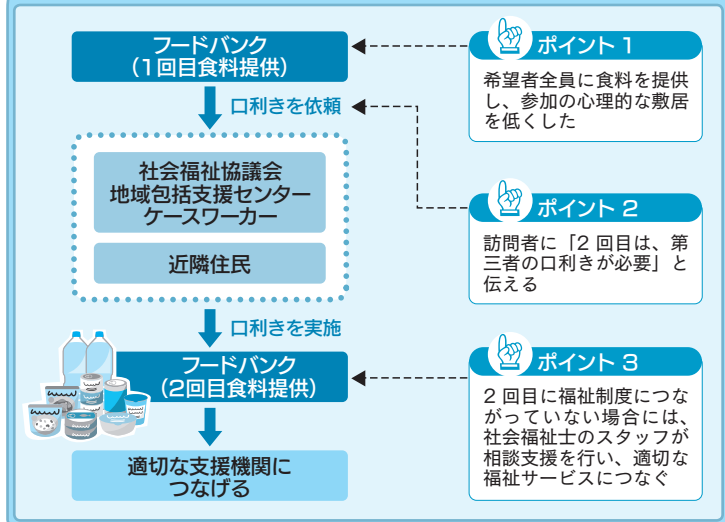 フードバンク
(1回目食料提供)
口利きを依頼
社会福祉協議会
地域包括支援センター
ケースワーカー
近隣住民
口利きを実施
フードバンク
(2回目食料提供)
適切な支援機関に
つなげる
ポイント 1
希望者全員に食料を提供
し、参加の心理的な敷居
を低くした
ポイント 2
訪問者に「2 回目は、第
三者の口利きが必要」と
伝える
ポイント 3
2 回目に福祉制度につな
がっていない場合には、
社会福祉士のスタッフが
相談支援を行い、適切な
福祉サービスにつなぐ